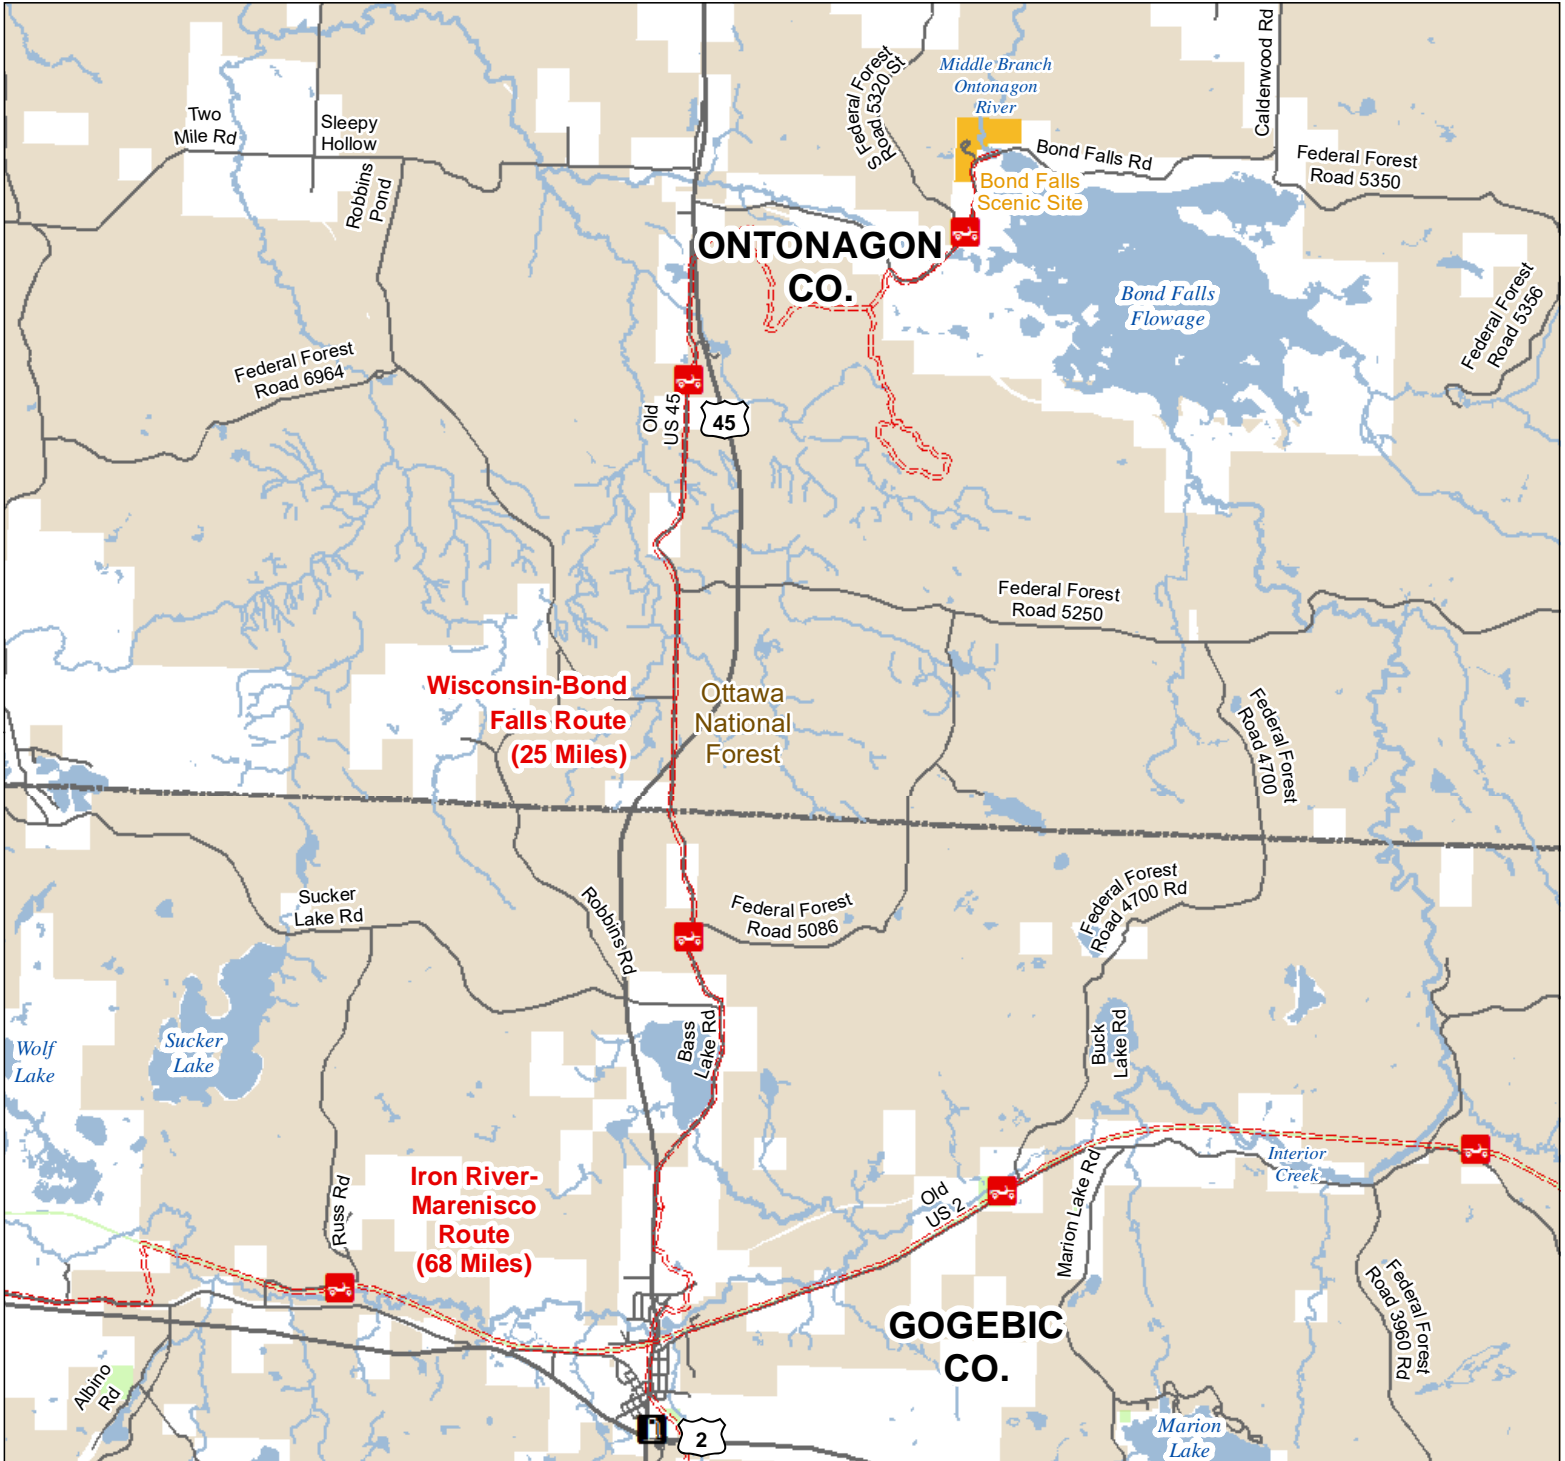 Middle Branch
Ontonagon
River
S Federal Forest
Road 5320 St
Calderwood Rd
Two
Mile Rd
Sleepy
Hollow
Robbins
Pond
Bond Falls Rd
Federal Forest
Road 5350
Bond Falls
Scenic Site
ONTONAGON
CO.
Bond Falls
Flowage
Federal Forest
Road 5356
Federal Forest
Road 6964
Old
US 45
45
Federal Forest
Road 5250
Wisconsin-Bond
Falls Route
(25 Miles)
Ottawa
National
Forest
Federal Forest
Road 4700
Sucker
Lake Rd
Robbins Rd
Federal Forest
Road 5086
Federal Forest
Road 4700 Rd
Wolf
Lake
Sucker
Lake
Bass
Lake Rd
Buck
Lake Rd
Interior
Creek
Iron River-
Marenisco
Route
(68 Miles)
Russ Rd
Old
US 2
Marion Lake Rd
Federal Forest
Road 3960 Rd
GOGEBIC
CO.
Albino
Rd
2
Marion
Lake